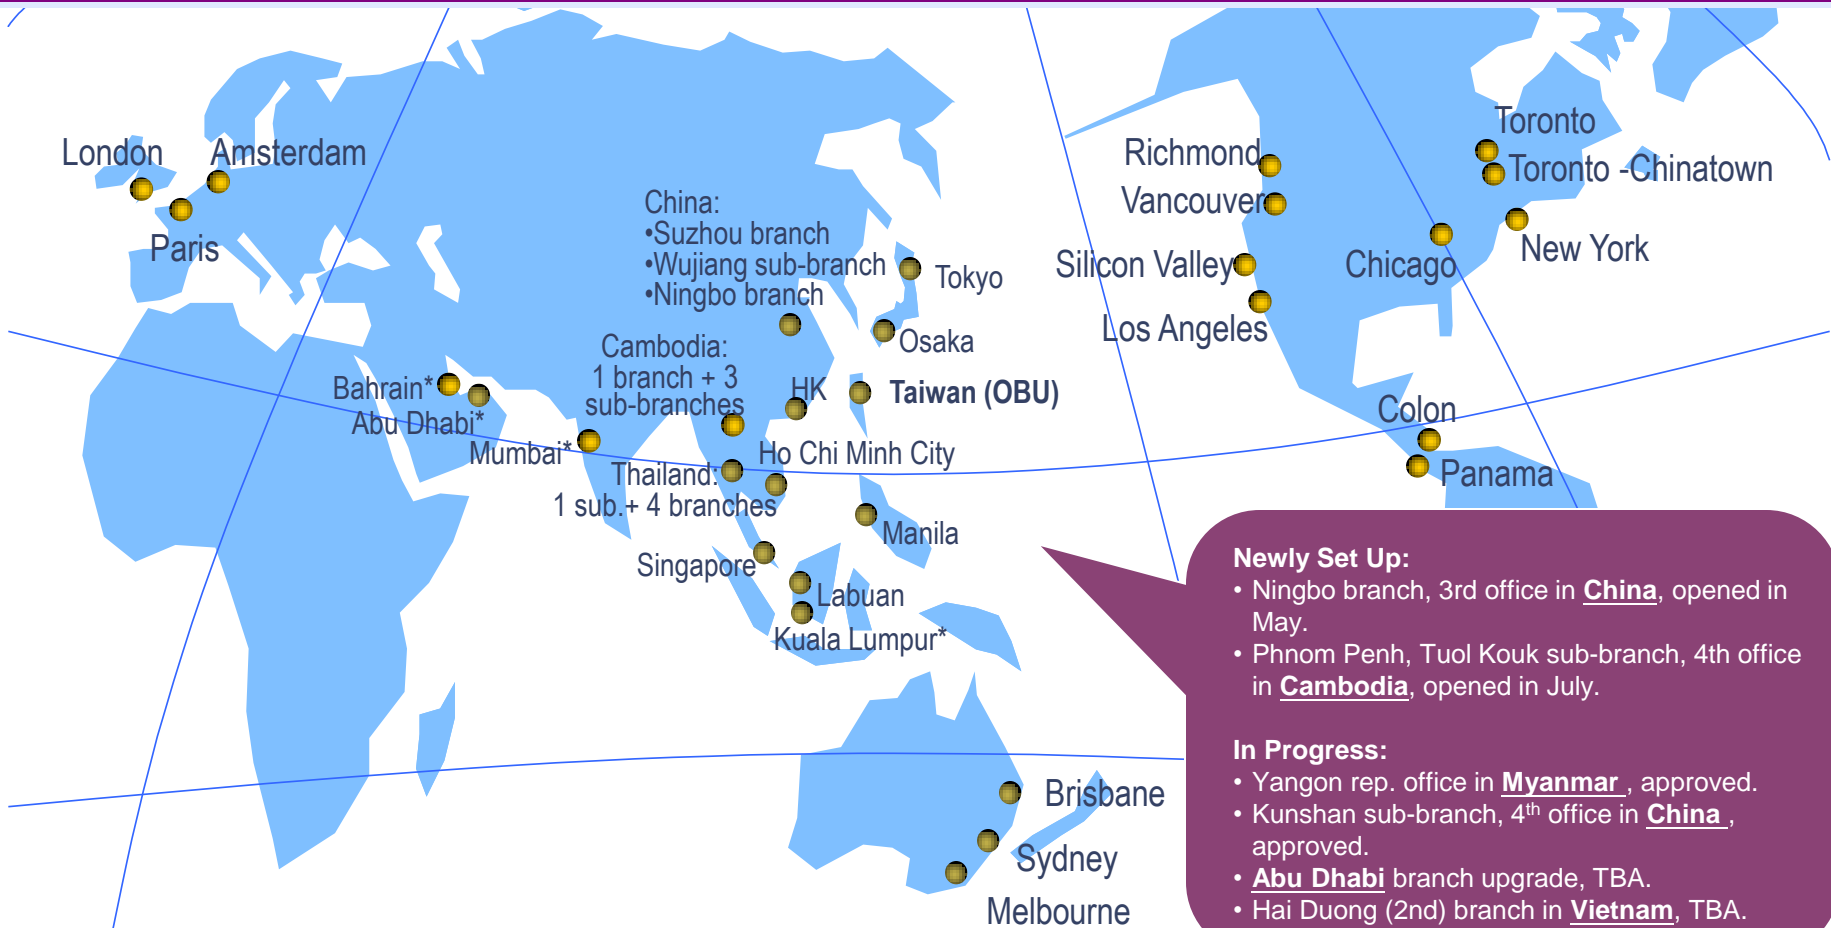 London
Amsterdam
Paris
China:
•Suzhou branch
•Wujiang sub-branch
•Ningbo branch
Tokyo
Osaka
Cambodia:
1 branch + 3
sub-branches
HK
Taiwan (OBU)
Bahrain*
Abu Dhabi*
Mumbai*
Ho Chi Minh City
Thailand:
1 sub.+ 4 branches
Manila
Singapore
Labuan
Kuala Lumpur*
Brisbane
Sydney
Melbourne
Richmond
Vancouver
Silicon Valley
Los Angeles
Toronto
Toronto -Chinatown
New York
Chicago
Colon
Panama
Newly Set Up:
• Ningbo branch, 3rd office in China, opened in
May.
• Phnom Penh, Tuol Kouk sub-branch, 4th office
in Cambodia, opened in July.
In Progress:
• Yangon rep. office in Myanmar , approved.
• Kunshan sub-branch, 4th office in China ,
approved.
• Abu Dhabi branch upgrade, TBA.
• Hai Duong (2nd) branch in Vietnam, TBA.